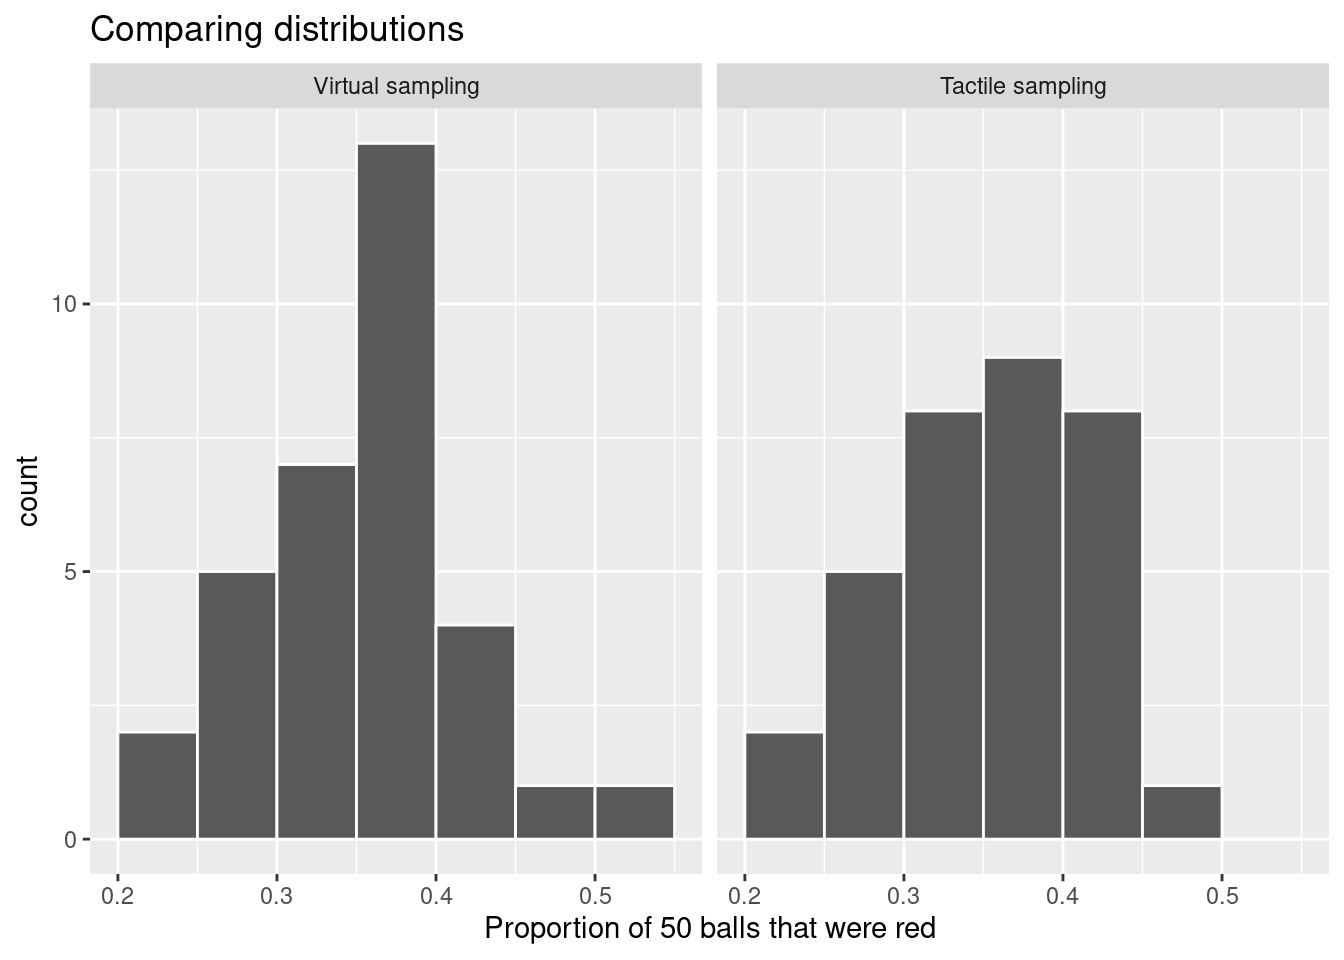 Comparing distributions
Virtual sampling
Tactile sampling
10
5
0
count
0.2 0.3 0.4 0.5
0.2 0.3 0.4 0.5
Proportion of 50 balls that were red